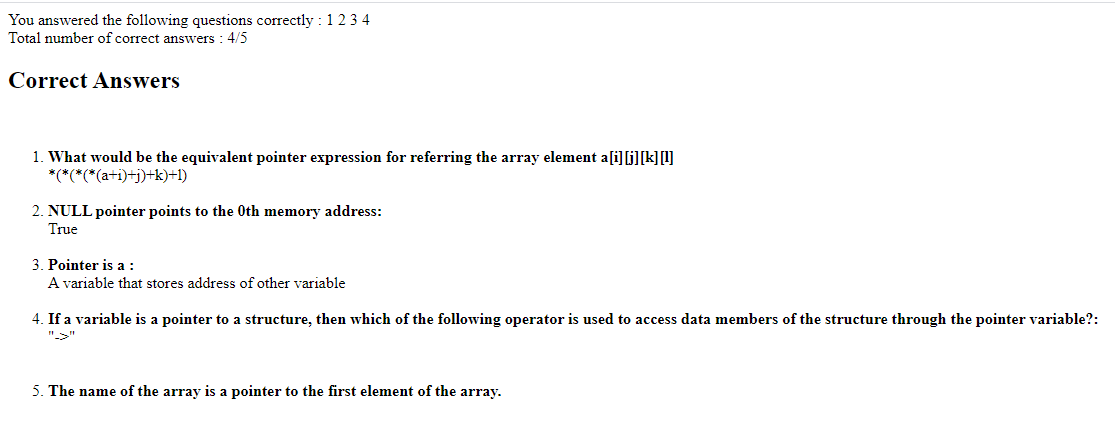 You answered the following questions correctly : 1 2 3 4
Total number of correct answers : 4/5
Correct Answers
1. What would be the equivalent pointer expression for referring the array element a[i][j][k][l]
*(*(*(*(a+i)+j)+k)+l)
2. NULL pointer points to the 0th memory address:
True
3. Pointer is a :
A variable that stores address of other variable
4. If a variable is a pointer to a structure, then which of the following operator is used to access data members of the structure through the pointer variable?:
"->"
5. The name of the array is a pointer to the first element of the array.